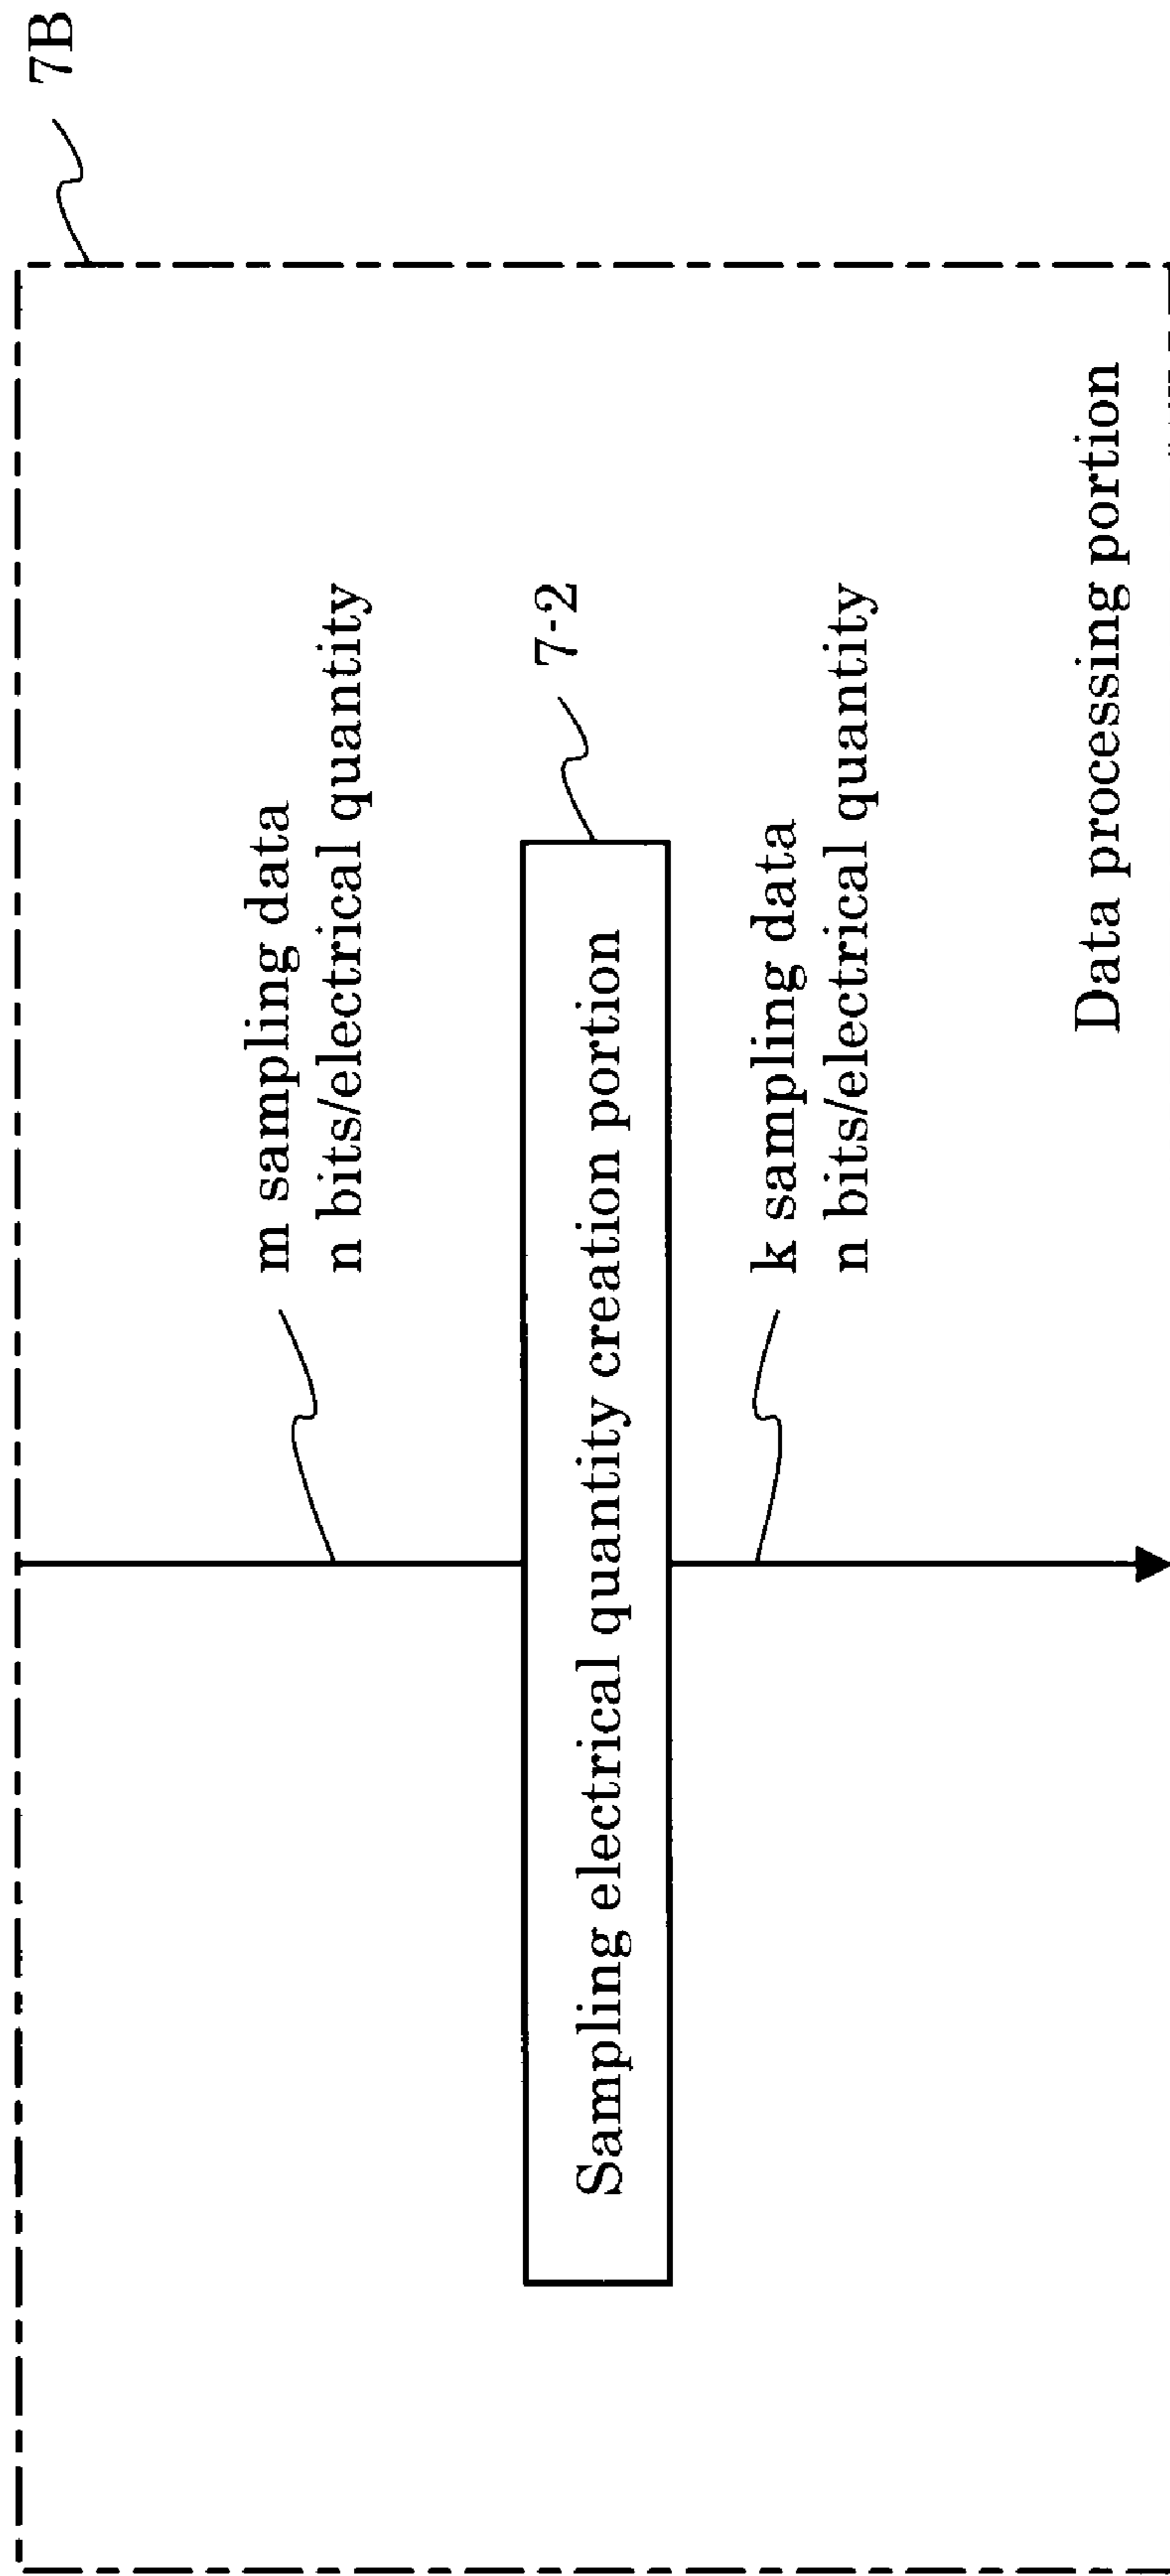 7B
m sampling data
n bits/electrical quantity
7-2
Sampling electrical quantity creation portion
k sampling data
n bits/electrical quantity
Data processing portion